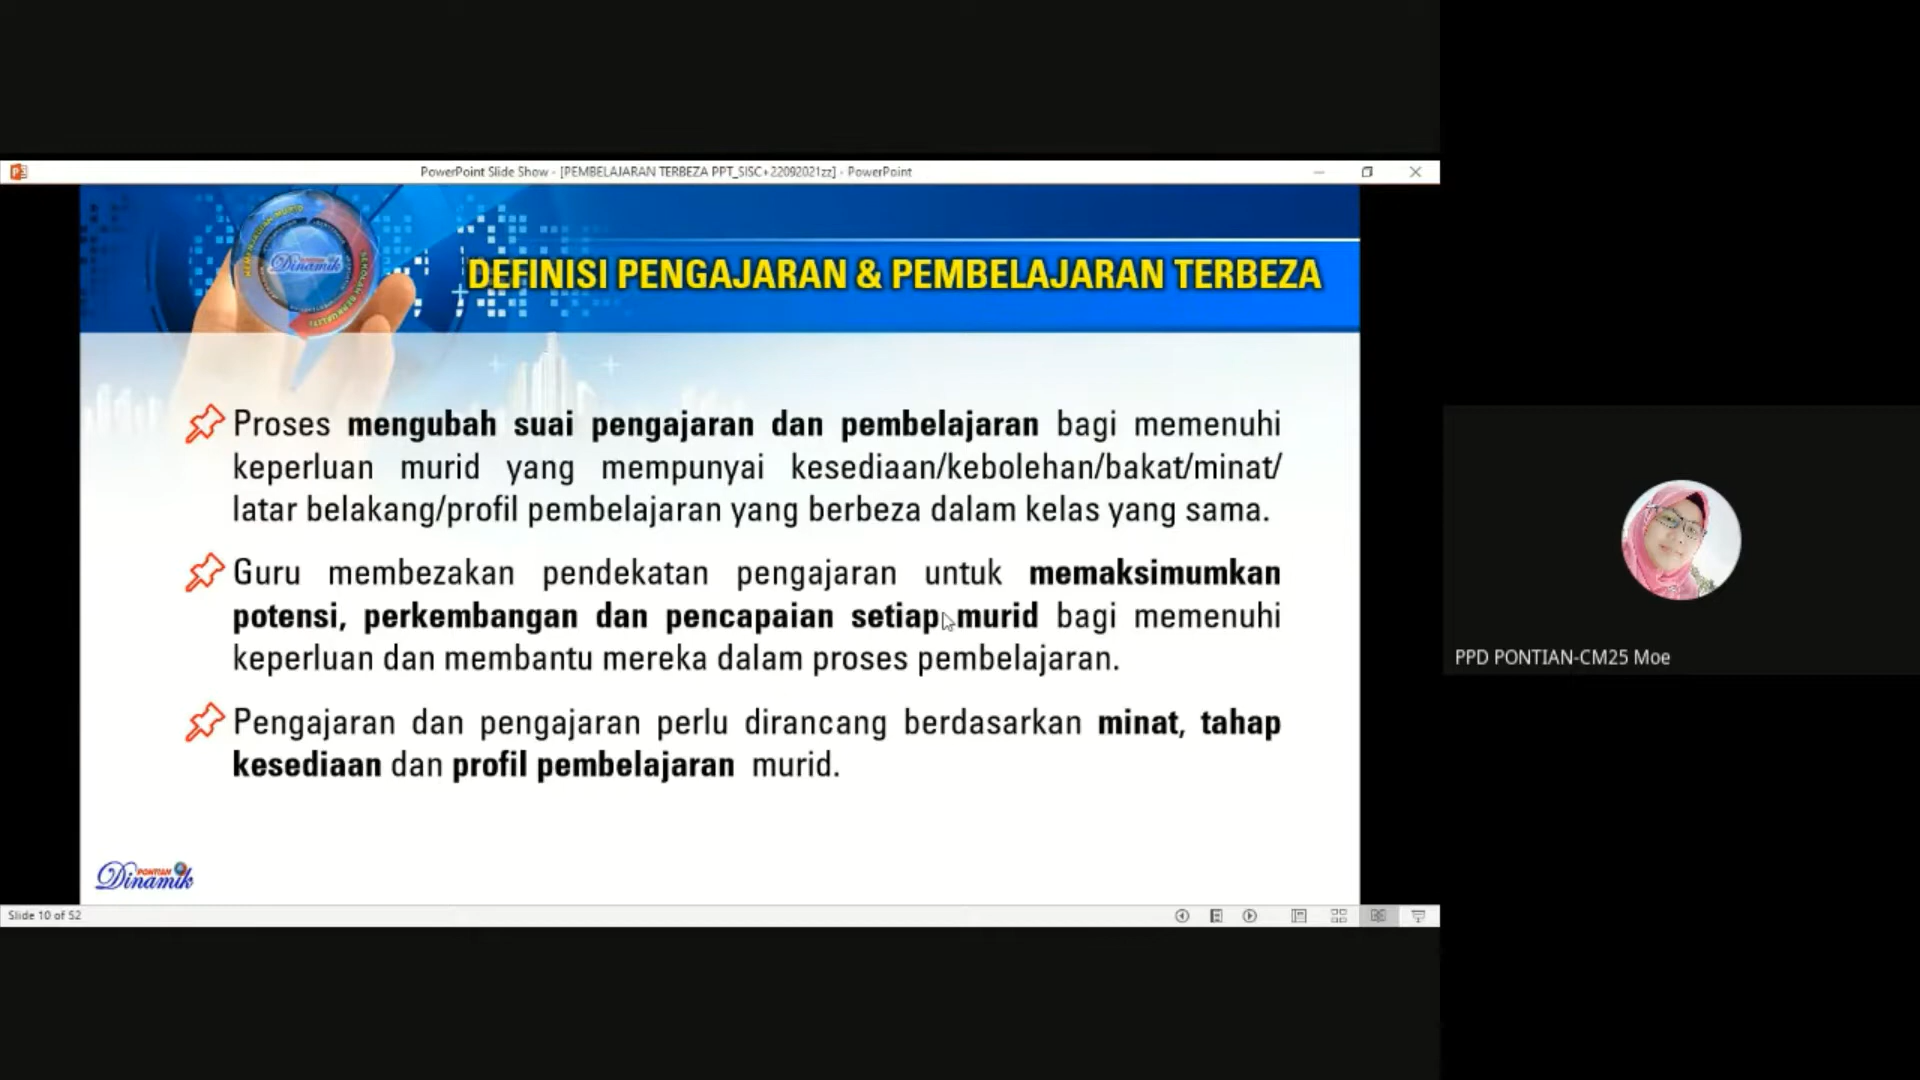 PowerPoint Slide Show - [PEMBELAJARAN TERBEZA PPT_SISC+22092021zz] - PowerPoint
Dinamik
DEFINISI PENGAJARAN & PEMBELAJARAN TERBEZA
Proses mengubah suai pengajaran dan pembelajaran bagi memenuhi
keperluan murid yang mempunyai kesediaan/kebolehan/bakat/minat/
latar belakang/profil pembelajaran yang berbeza dalam kelas yang sama.
Guru membezakan pendekatan pengajaran untuk memaksimumkan
potensi, perkembangan dan pencapaian setiap murid bagi memenuhi
keperluan dan membantu mereka dalam proses pembelajaran.
Pengajaran dan pengajaran perlu dirancang berdasarkan minat, tahap
kesediaan dan profil pembelajaran murid.
PPD PONTIAN-CM25 Moe
PONTIAN
Dinamik
Slide 10 of 52